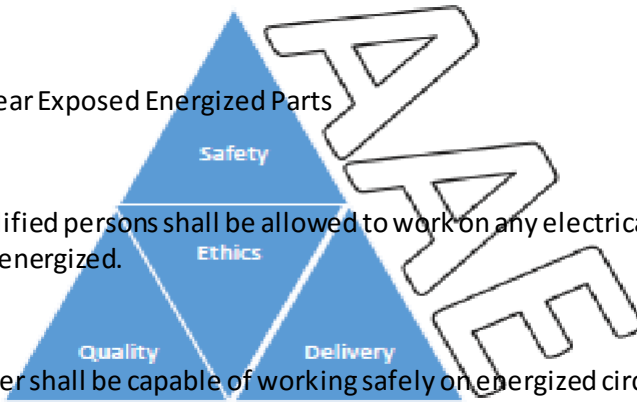 ear Exposed Energized Parts
Safety
ified persons shall be allowed to work on any electrica
Ethics
energized.
Quality Delivery
er shall be capable of working safely on energized circ
AAE